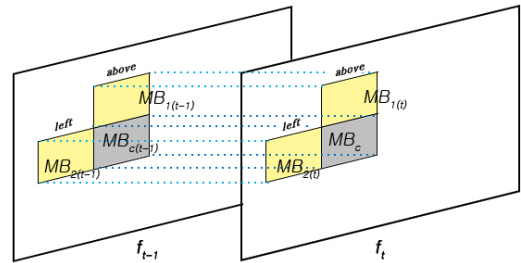 above
MB1(t-1)
left
MBc(t-1)
MB2(t-1)
ft-1
above
MB1(t)
left
MBc
MB2(t)
ft